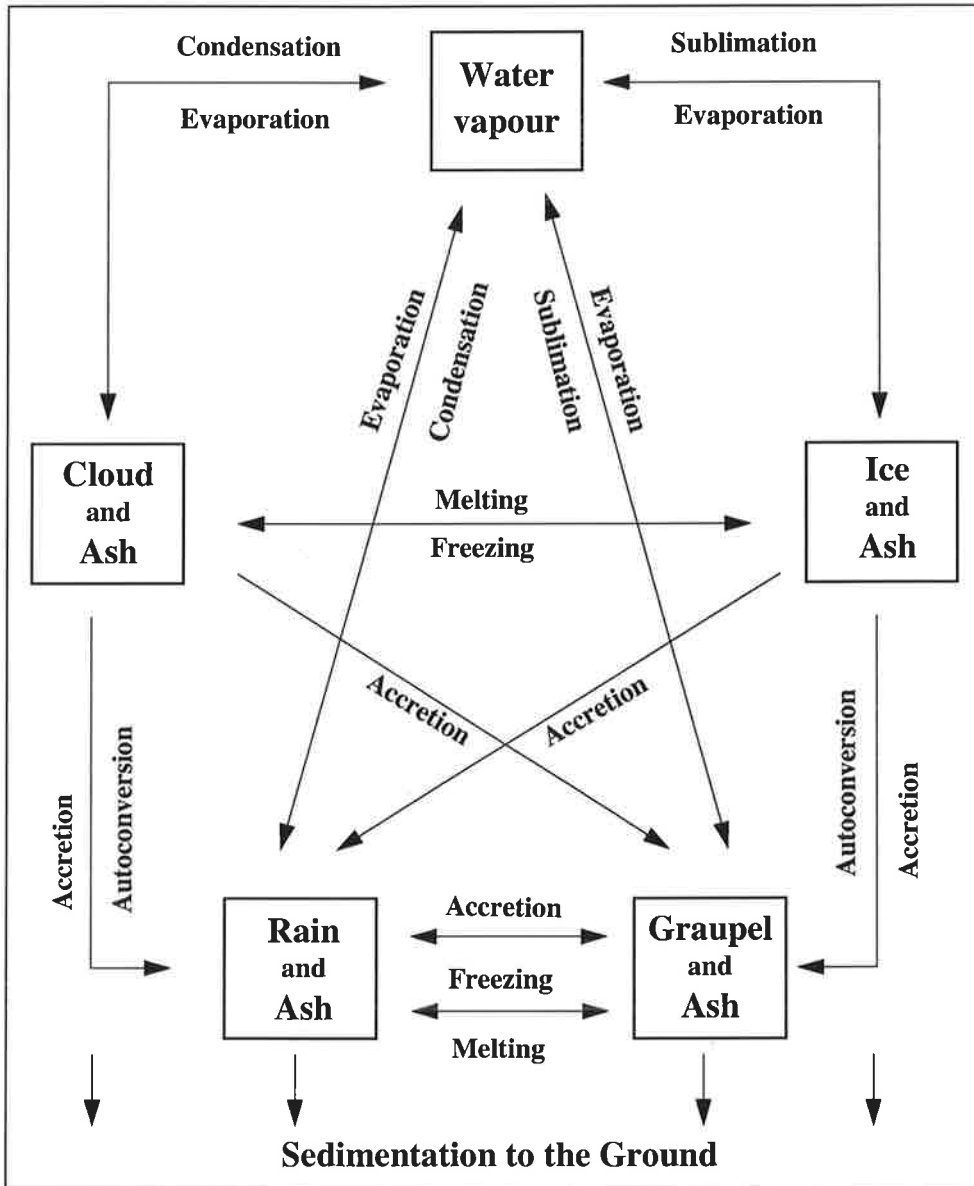 Condensation
Sublimation
Water
vapour
Evaporation
Evaporation
Evaporation
Condensation
Sublimation
Evaporation
Cloud
and
Ash
Ice
and
Ash
Melting
Freezing
Accretion
Accretion
Accretion
Autoconversion
Autoconversion
Accretion
Rain
and
Ash
Accretion
Freezing
Melting
Graupel
and
Ash
Sedimentation to the Ground